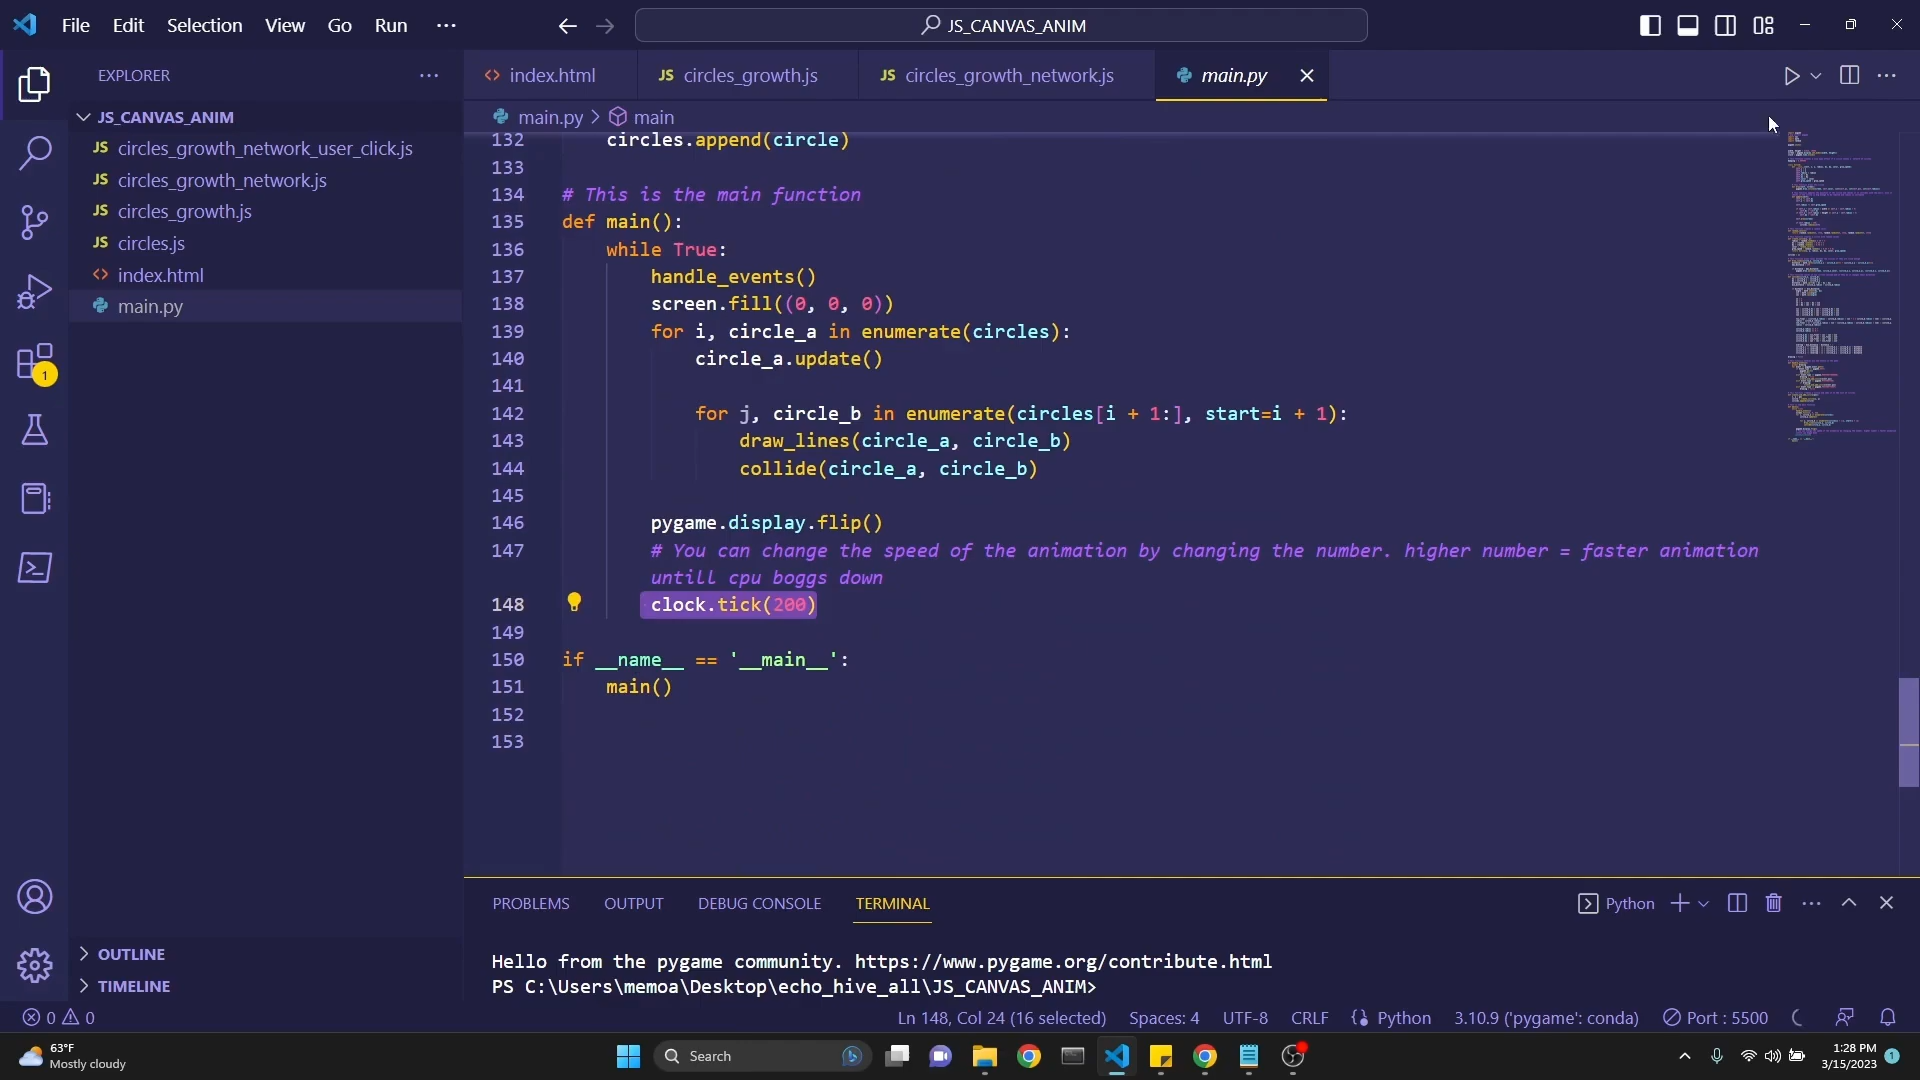 File Edit Selection View Go Run ···
JS_CANVAS_ANIM
EXPLORER
index.html
JS circles_growth.js
JS circles_growth_network.js
main.py
JS_CANVAS_ANIM
JS circles_growth_network_user_click.js
JS circles_growth_network.js
JS circles_growth.js
JS circles.js
index.html
main.py
1
OUTLINE
TIMELINE
main.py > main
132 circles.append(circle)
133
134 # This is the main function
135 def main():
136 while True:
137 handle_events()
138 screen.fill((0, 0, 0))
139 for i, circle_a in enumerate(circles):
140 circle_a.update()
141
142 for j, circle_b in enumerate(circles[i + 1:], start=i + 1):
143 draw_lines(circle_a, circle_b)
144 collide(circle_a, circle_b)
145
146 pygame.display.flip()
147 # You can change the speed of the animation by changing the number. higher number = faster animation
untill cpu boggs down
148 clock.tick(200)
149
150 if __name__ == '__main__':
151 main()
152
153
PROBLEMS OUTPUT DEBUG CONSOLE TERMINAL
Python
Hello from the pygame community. https://www.pygame.org/contribute.html
PS C:\Users\memoa\Desktop\echo_hive_all\JS_CANVAS_ANIM>
0 0
Ln 148, Col 24 (16 selected) Spaces: 4 UTF-8 CRLF Python 3.10.9 ('pygame': conda) Port : 5500
63°F
Mostly cloudy
Search
1:28 PM
3/15/2023
1